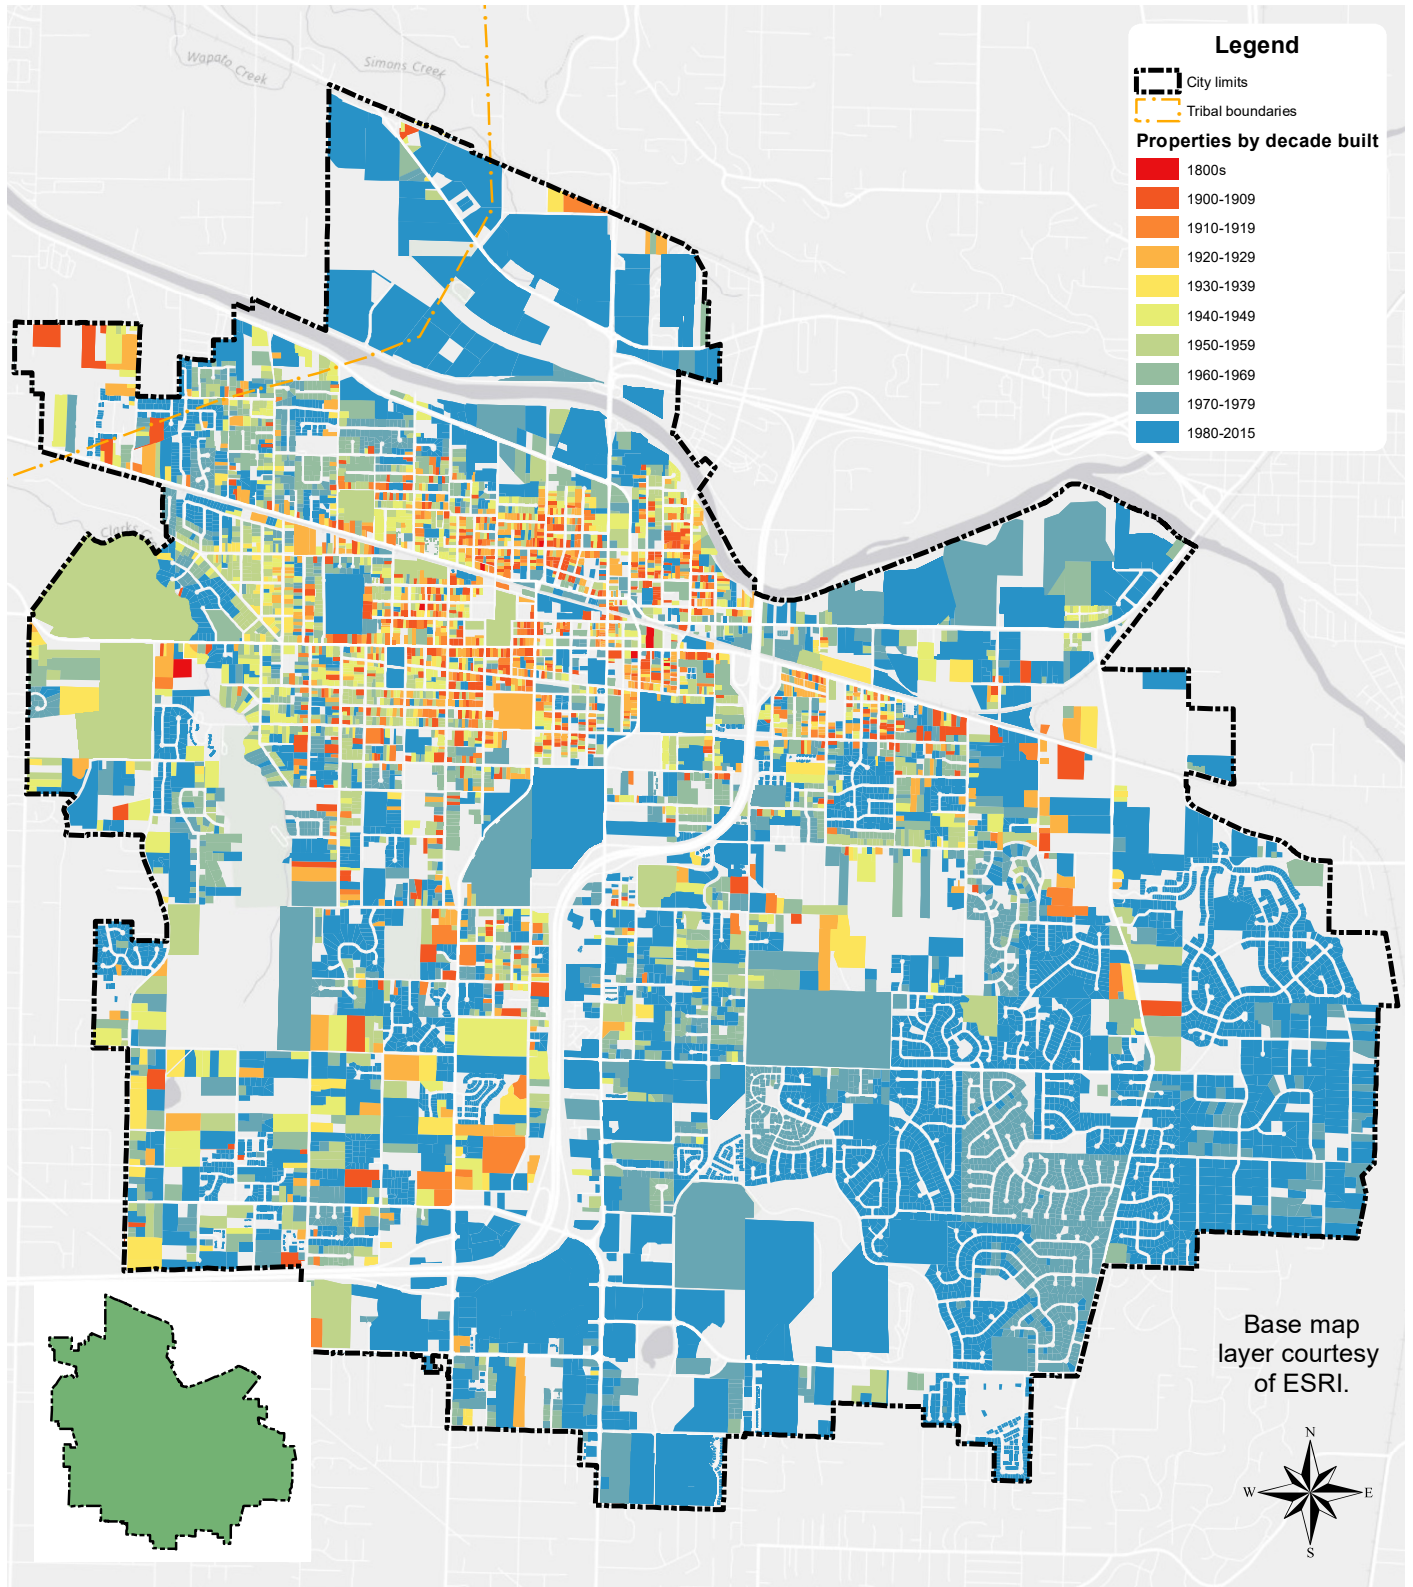 Wapato Creek
Simons Creek
Legend
City limits
Tribal boundaries
Properties by decade built
1800s
1900-1909
1910-1919
1920-1929
1930-1939
1940-1949
1950-1959
1960-1969
1970-1979
1980-2015
Clarks
Base map
layer courtesy
of ESRI.
N
W
E
S